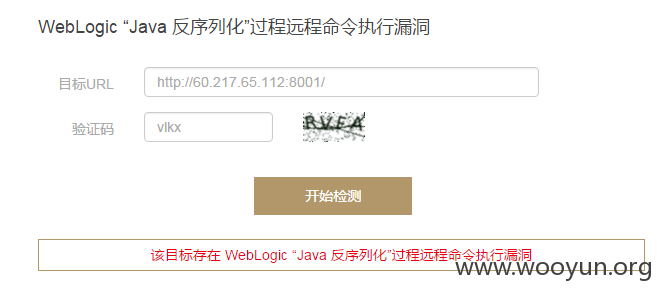 WebLogic “Java 反序列化”过程远程命令执行漏洞
目标URL http://60.217.65.112:8001/
验证码 vlkx RVFA
开始检测
该目标存在 WebLogic “Java 反序列化”过程远程命令执行漏洞
www.wooyun.org